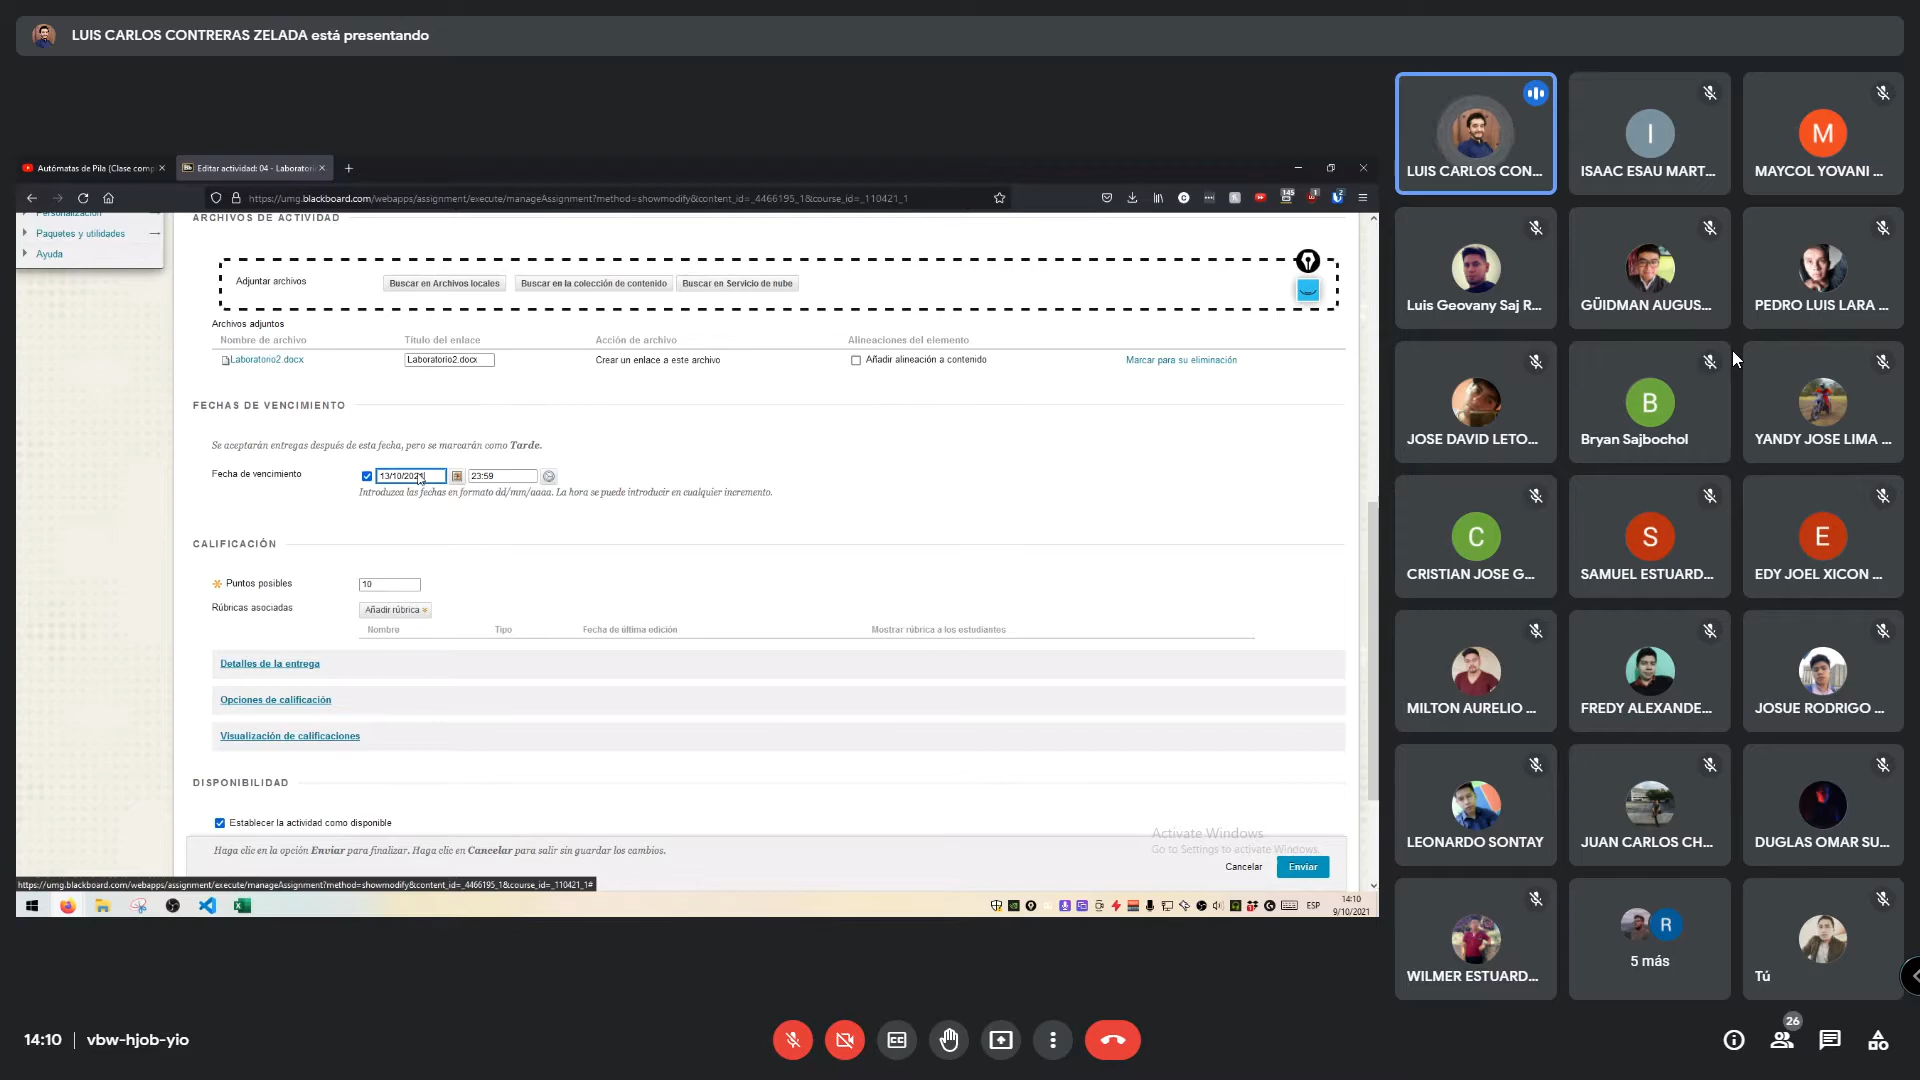 LUIS CARLOS CONTRERAS ZELADA está presentando
Autómatas de Pila (Clase comp
Editar actividad: 04 - Laboratori
https://umg.blackboard.com/webapps/assignment/execute/manageAssignment?method=showmodify&content_id=_4466195_1&course_id=_110421_1
145
1
2
Personalización
Paquetes y utilidades
Ayuda
ARCHIVOS DE ACTIVIDAD
Adjuntar archivos
Buscar en Archivos locales
Buscar en la colección de contenido
Buscar en Servicio de nube
Archivos adjuntos
Nombre de archivo
Título del enlace
Acción de archivo
Alineaciones del elemento
Laboratorio2.docx
Laboratorio2.docx
Crear un enlace a este archivo
Añadir alineación a contenido
Marcar para su eliminación
FECHAS DE VENCIMIENTO
Se aceptarán entregas después de esta fecha, pero se marcarán como Tarde.
Fecha de vencimiento
13/10/2021
23:59
Introduzca las fechas en formato dd/mm/aaaa. La hora se puede introducir en cualquier incremento.
CALIFICACIÓN
Puntos posibles
10
Rúbricas asociadas
Añadir rúbrica
Nombre
Tipo
Fecha de última edición
Mostrar rúbrica a los estudiantes
Detalles de la entrega
Opciones de calificación
Visualización de calificaciones
DISPONIBILIDAD
Establecer la actividad como disponible
Activate Windows
Go to Settings to activate Windows.
Haga clic en la opción Enviar para finalizar. Haga clic en Cancelar para salir sin guardar los cambios.
Cancelar
Enviar
https://umg.blackboard.com/webapps/assignment/execute/manageAssignment?method=showmodify&content_id=_4466195_1&course_id=_110421_1#
ESP
14:10
9/10/2021
LUIS CARLOS CON...
I
ISAAC ESAU MART...
M
MAYCOL YOVANI ...
Luis Geovany Saj R...
GÜIDMAN AUGUS...
PEDRO LUIS LARA ...
JOSE DAVID LETO...
B
Bryan Sajbochol
YANDY JOSE LIMA ...
C
CRISTIAN JOSE G...
S
SAMUEL ESTUARD...
E
EDY JOEL XICON ...
MILTON AURELIO ...
FREDY ALEXANDE...
JOSUE RODRIGO ...
LEONARDO SONTAY
JUAN CARLOS CH...
DUGLAS OMAR SU...
WILMER ESTUARD...
R
5 más
Tú
14:10
vbw-hjob-yio
26